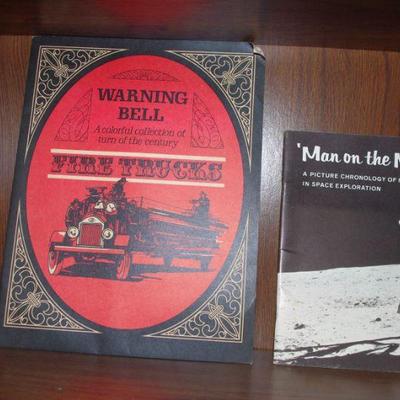 WARNING
BELL
A colorful collection of
turn of the century
FIRE TRUCKS
'Man on the
A PICTURE CHRONOLOGY OF
IN SPACE EXPLORATION